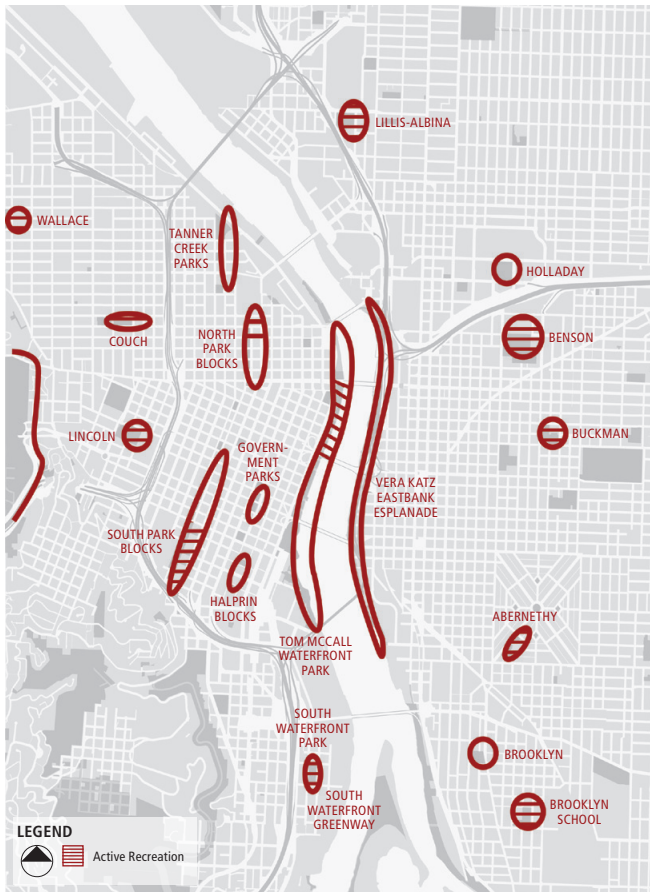 LILLIS-ALBINA
WALLACE
TANNER
CREEK
PARKS
HOLLADAY
COUCH
NORTH
PARK
BLOCKS
BENSON
LINCOLN
BUCKMAN
GOVERN-
MENT
PARKS
VERA KATZ
EASTBANK
ESPLANADE
SOUTH PARK
BLOCKS
HALPRIN
BLOCKS
ABERNETHY
TOM MCCALL
WATERFRONT
PARK
SOUTH
WATERFRONT
PARK
BROOKLYN
SOUTH
WATERFRONT
GREENWAY
BROOKLYN
SCHOOL
LEGEND
Active Recreation